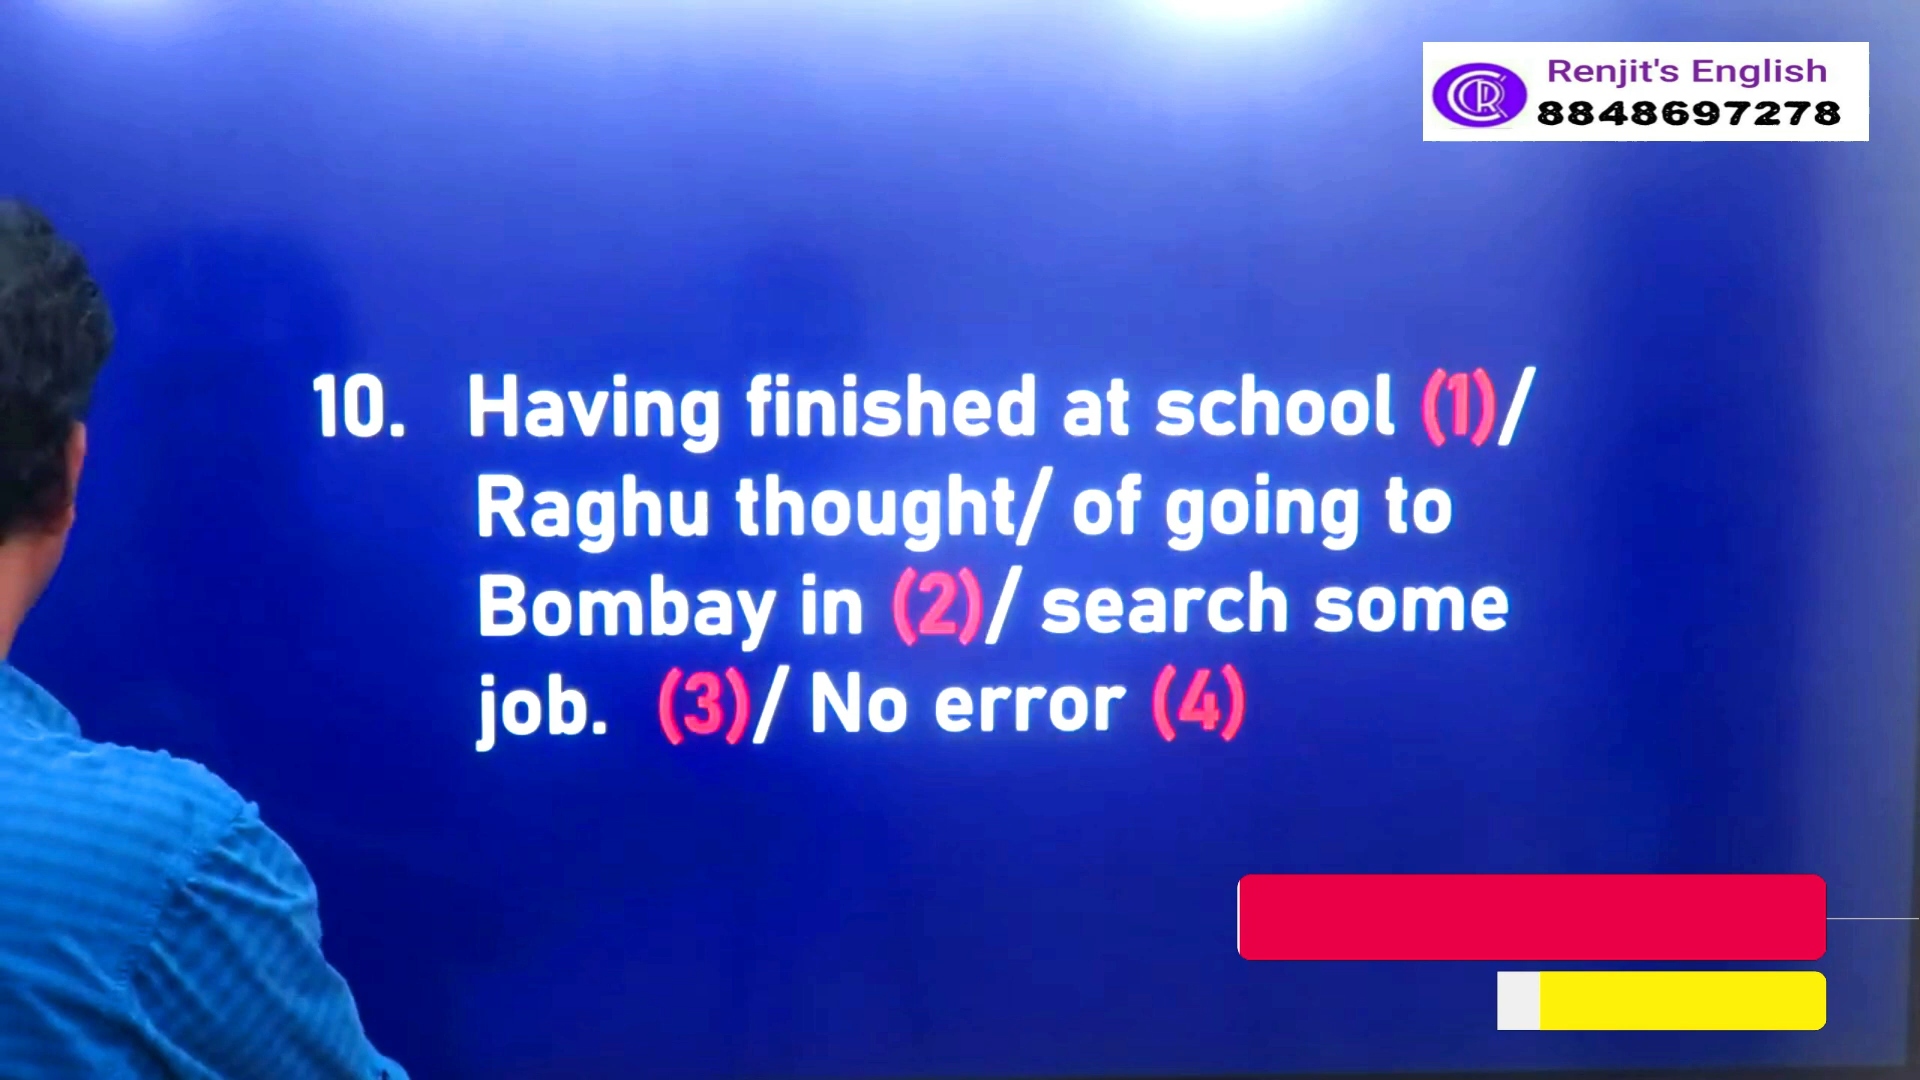 Renjit's English
8848697278
10. Having finished at school (1)/
Raghu thought/ of going to
Bombay in (2)/ search some
job. (3)/ No error (4)